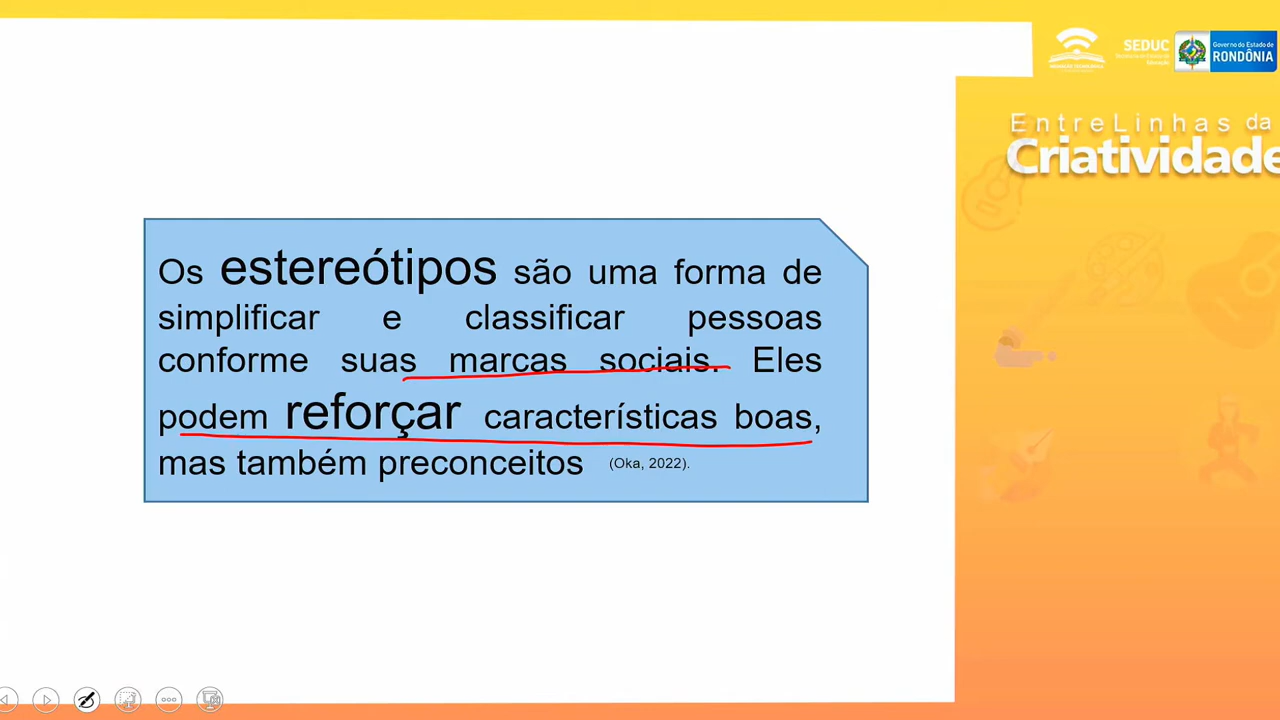 SEDUC
Governo do Estado de
RONDÔNIA
EntreLinhas da
Criatividade
Os estereótipos são uma forma de
simplificar e classificar pessoas
conforme suas marcas sociais. Eles
podem reforçar características boas,
mas também preconceitos (Oka, 2022).